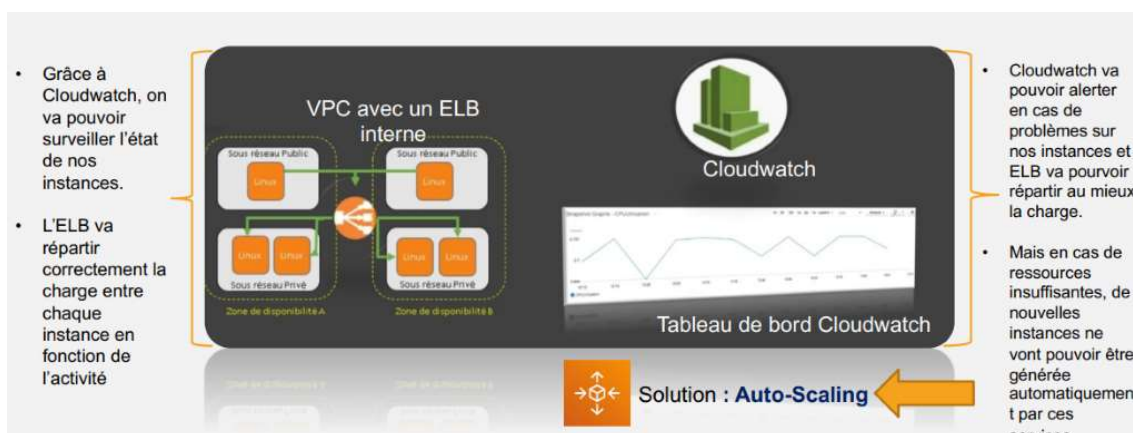 • Grâce à
Cloudwatch, on
va pouvoir
surveiller l'état
de nos
instances.
• L'ELB va
répartir
correctement la
charge entre
chaque
instance en
fonction de
l'activité
VPC avec un ELB
interne
Sous réseau Public
Linux
Sous réseau Public
Linux
Linux
Linux
Sous réseau Privé
Linux
Linux
Sous réseau Privé
Zone de disponibilité A
Zone de disponibilité B
Cloudwatch
Tableau de bord Cloudwatch
Solution : Auto-Scaling
• Cloudwatch va
pouvoir alerter
en cas de
problèmes sur
nos instances et
ELB va pourvoir
répartir au mieux
la charge.
• Mais en cas de
ressources
insuffisantes, de
nouvelles
instances ne
vont pouvoir être
générée
automatiquemen
t par ces